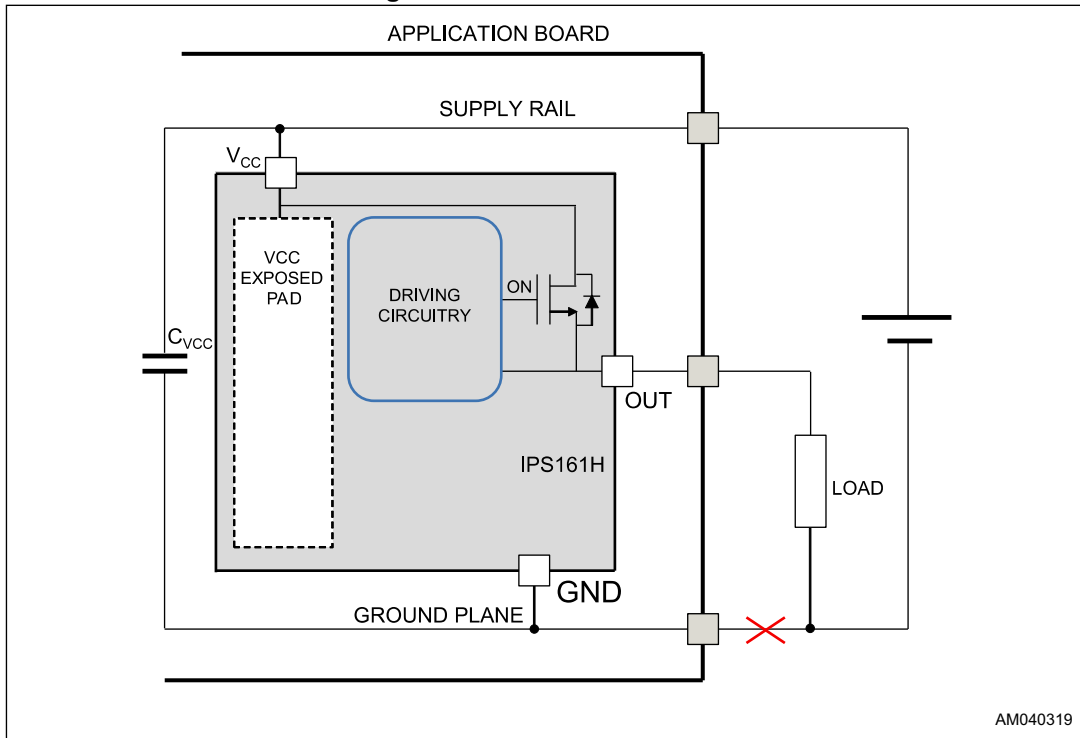 APPLICATION BOARD
SUPPLY RAIL
VCC
VCC
EXPOSED
PAD
DRIVING
CIRCUITRY
ON
CVCC
OUT
IPS161H
LOAD
GND
GROUND PLANE
AM040319